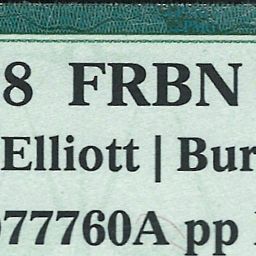 8 FRBN
Elliott | Bur
77760A pp